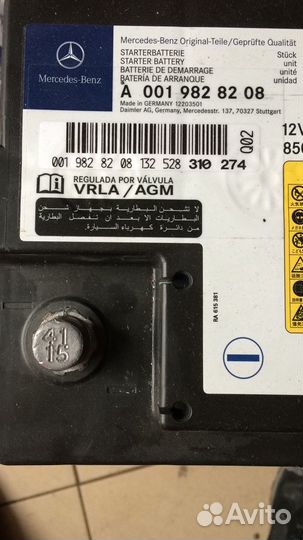 Mercedes-Benz
Mercedes-Benz Original-Teile/Geprüfte Qualität
STARTERBATTERIE
STARTER BATTERY
BATTERIE DE DEMARRAGE
BATERÍA DE ARRANQUE
Stück
unit
unité
unidad
A 001 982 82 08
Made in GERMANY 12203501
Daimler AG, Germany, Mercedesstr. 137, 70327 Stuttgart
001 982 82 08 132 528 310 274
002
12V
850
REGULADA POR VÁLVULA
VRLA/AGM
لا تشحن البطارية بجهاز شحن
البطاريات إلا بعد أن تفصل البطارية
من دائرة كهرباء السيارة.
RA 615 381
41
15
Avito